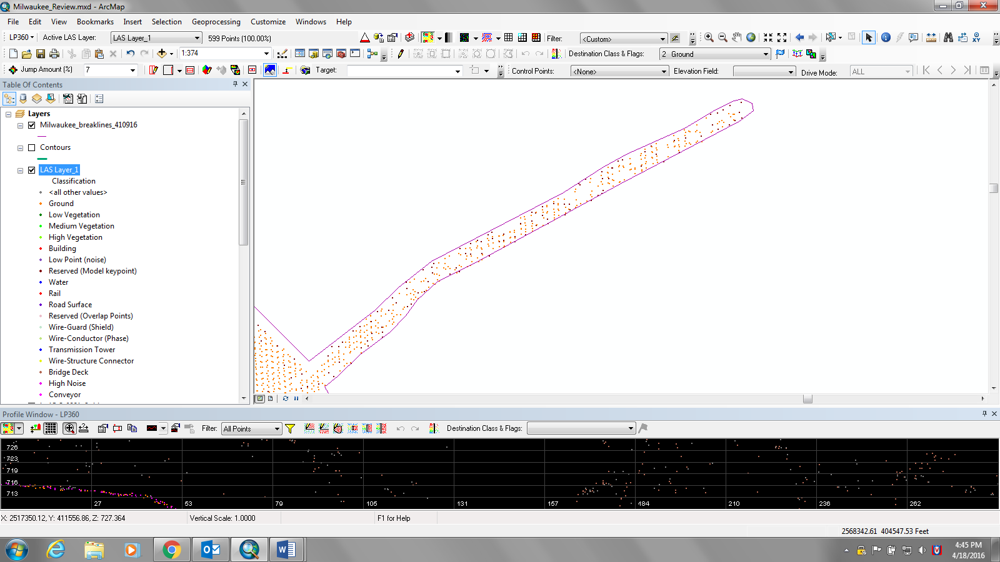 Milwaukee_Review.mxd - ArcMap
File Edit View Bookmarks Insert Selection Geoprocessing Customize Windows Help
LP360 Active LAS Layer: LAS Layer_1 599 Points (100.00%) Filter: <Custom>
1:374 Destination Class & Flags: 2 Ground
Jump Amount (%) 7 Target: Control Points: <None> Elevation Field: Drive Mode: ALL
Table Of Contents
Layers
Milwaukee_breaklines_410916
Contours
LAS Layer_1
Classification
<all other values>
Ground
Low Vegetation
Medium Vegetation
High Vegetation
Building
Low Point (noise)
Reserved (Model keypoint)
Water
Rail
Road Surface
Reserved (Overlap Points)
Wire-Guard (Shield)
Wire-Conductor (Phase)
Transmission Tower
Wire-Structure Connector
Bridge Deck
High Noise
Conveyor
Profile Window - LP360
Filter: All Points Destination Class & Flags:
726
723
719
716
713
27 53 79 105 131 157 184 210 236 262
X: 2517350.12, Y: 411556.86, Z: 727.364 Vertical Scale: 1.0000 F1 for Help
2568342.61 404547.53 Feet
4:45 PM
4/18/2016